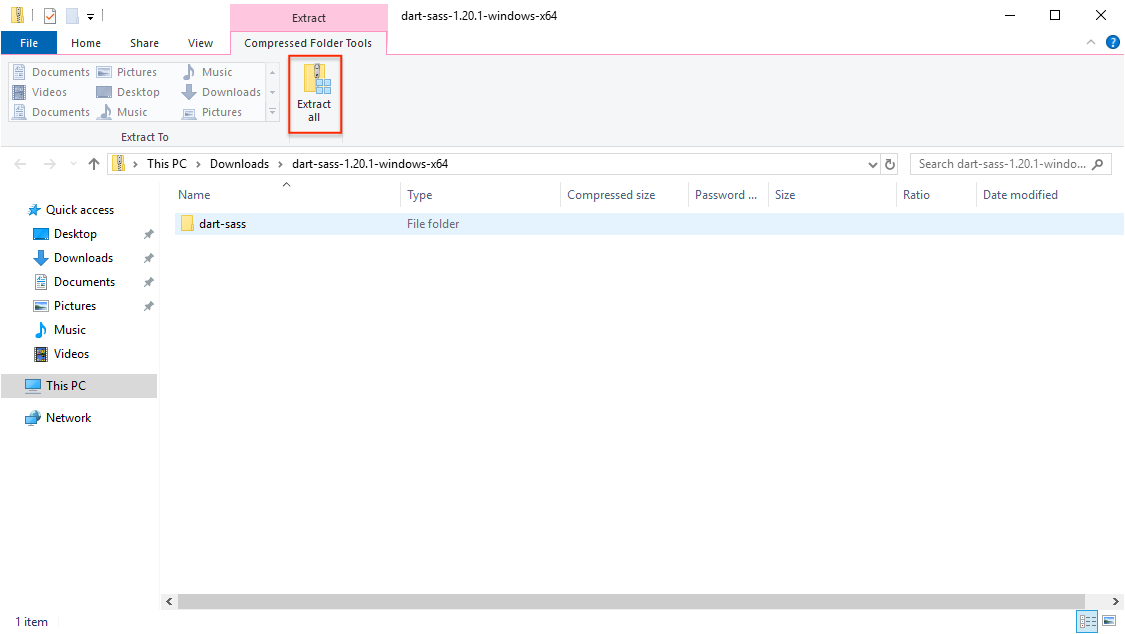 Extract
dart-sass-1.20.1-windows-x64
File Home Share View Compressed Folder Tools
Documents Pictures Music
Videos Desktop Downloads
Documents Music Pictures
Extract
all
Extract To
This PC > Downloads > dart-sass-1.20.1-windows-x64
Search dart-sass-1.20.1-windo...
Name Type Compressed size Password ... Size Ratio Date modified
dart-sass File folder
Quick access
Desktop
Downloads
Documents
Pictures
Music
Videos
This PC
Network
1 item